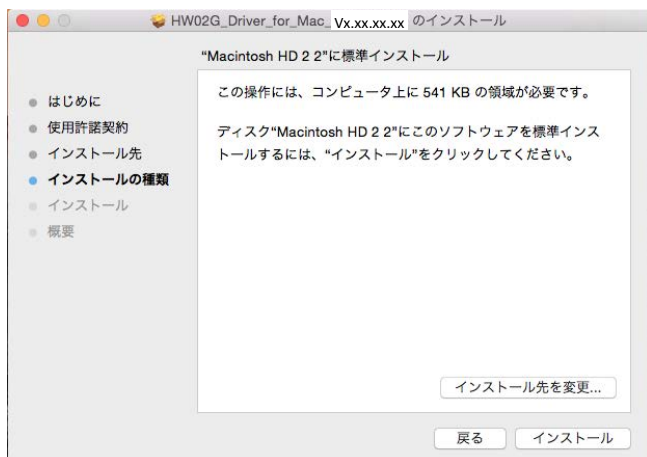 HW02G_Driver_for_Mac_Vx.xx.xx.xx のインストール
“Macintosh HD 2 2”に標準インストール
はじめに
使用許諾契約
インストール先
インストールの種類
インストール
概要
この操作には、コンピュータ上に 541 KB の領域が必要です。
ディスク“Macintosh HD 2 2”にこのソフトウェアを標準インス
トールするには、“インストール”をクリックしてください。
インストール先を変更...
戻る
インストール